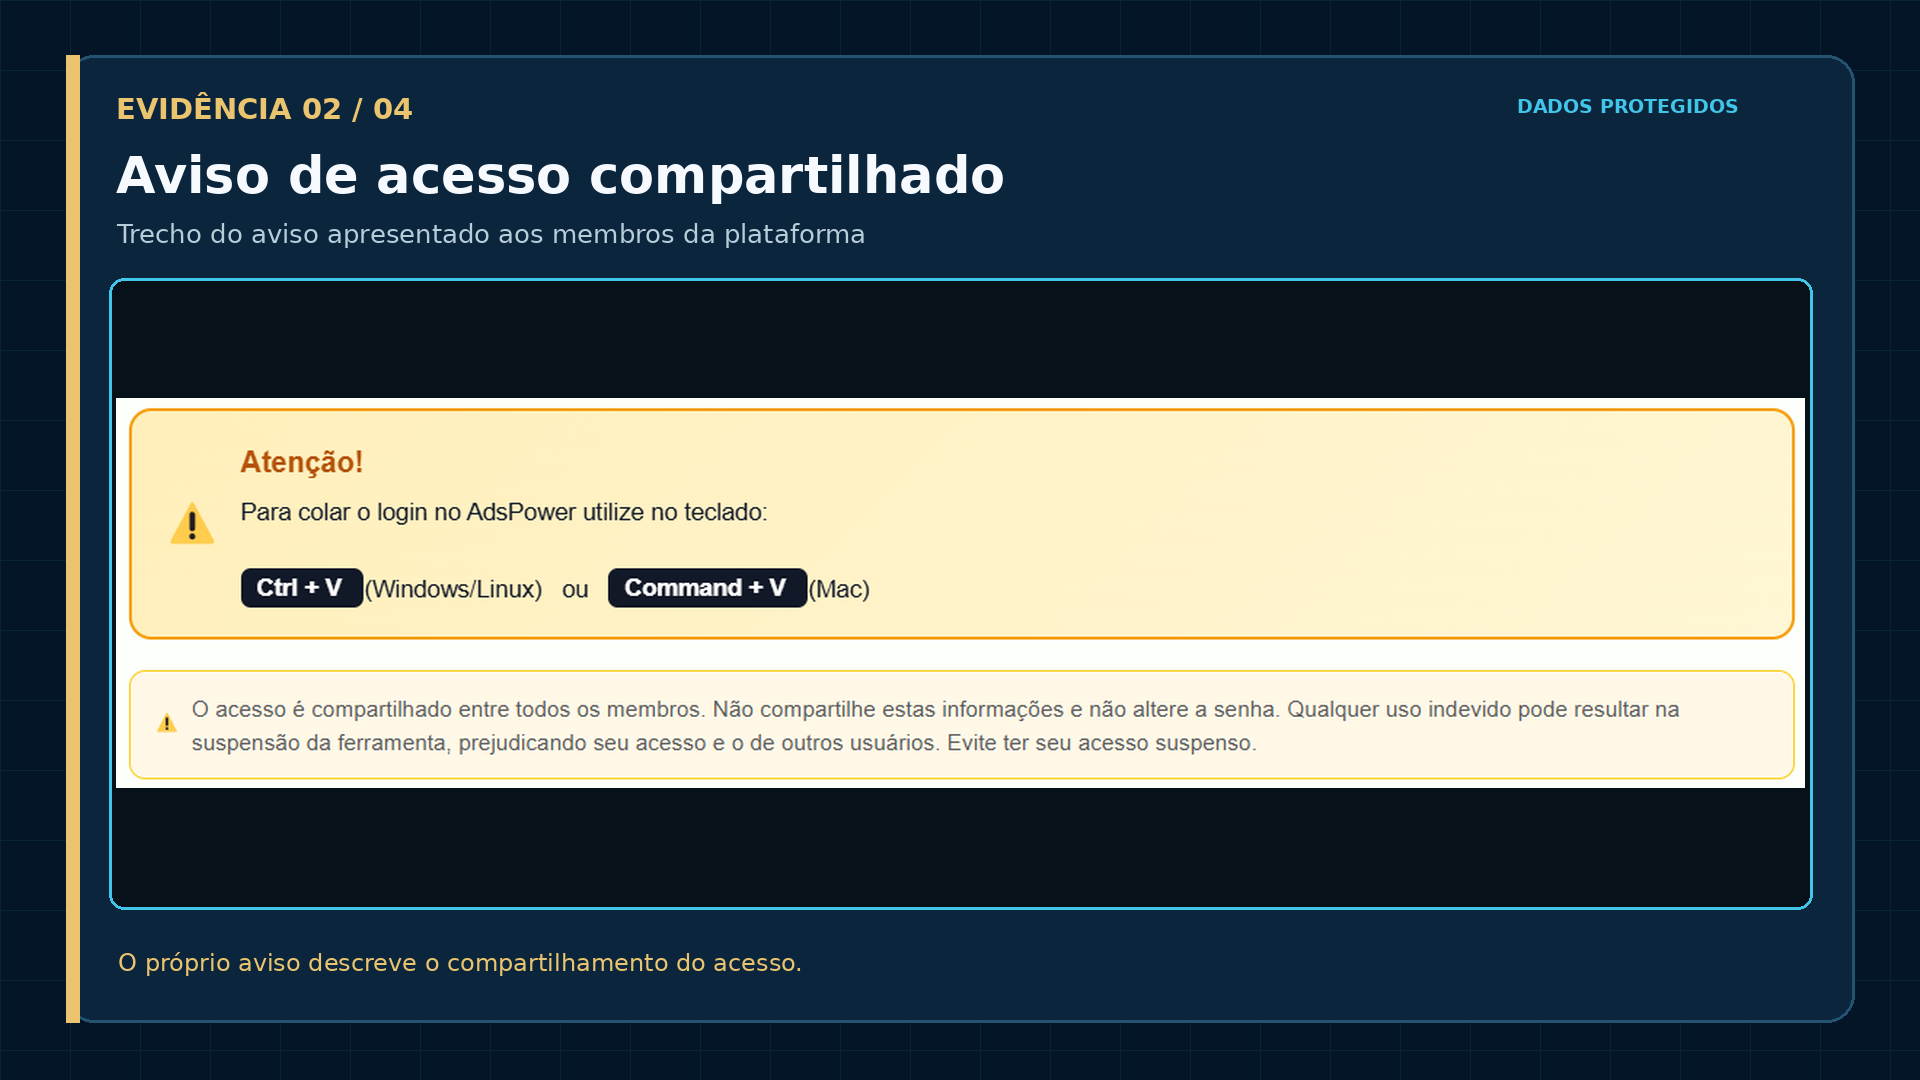 EVIDÊNCIA 02 / 04
DADOS PROTEGIDOS
Aviso de acesso compartilhado
Trecho do aviso apresentado aos membros da plataforma
Atenção!
Para colar o login no AdsPower utilize no teclado:
Ctrl + V (Windows/Linux) ou Command + V (Mac)
O acesso é compartilhado entre todos os membros. Não compartilhe estas informações e não altere a senha. Qualquer uso indevido pode resultar na
suspensão da ferramenta, prejudicando seu acesso e o de outros usuários. Evite ter seu acesso suspenso.
O próprio aviso descreve o compartilhamento do acesso.